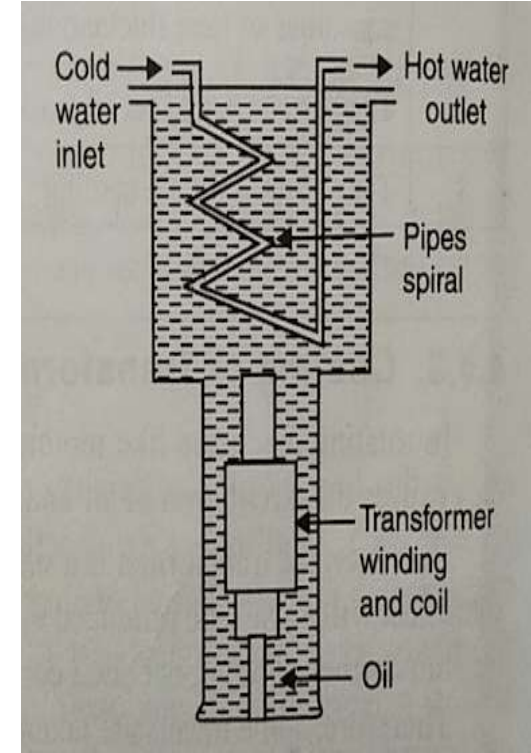 Cold
water
inlet
Hot water
outlet
Pipes
spiral
Transformer
winding
and coil
Oil